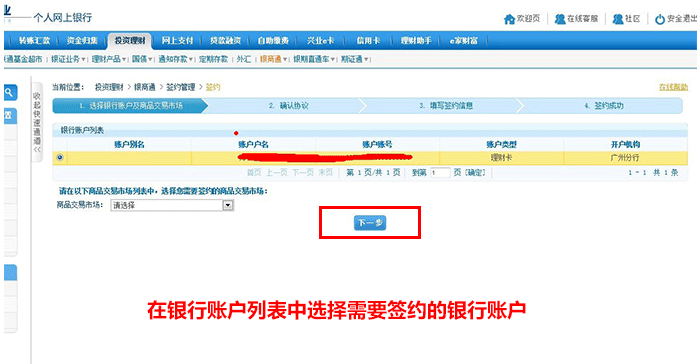 业 个人网上银行
欢迎页 在线客服 社区 安全退出
转账汇款 资金归集 投资理财 网上支付 贷款融资 自助缴费 兴业e卡 信用卡 理财助手 e家财富
通基金超市 银证业务 理财产品 国债 通知存款 定期存款 外汇 银商通 银期直通车 期证通
当前位置： 投资理财 > 银商通 > 签约管理 > 签约 在线帮助
收起快速通道
1. 选择银行账户及商品交易市场 2. 确认协议 3. 填写签约信息 4. 签约成功
银行账户列表
账户别名 账户户名 账户账号 账户类型 开户机构
理财卡 广州分行
首页 上一页 下一页 末页 第 1 页/共 1 页 到第 1 页 [确定] 1 - 1 共 1 条
请在以下商品交易市场列表中，选择您需要签约的商品交易市场：
商品交易市场： 请选择
下一步
在银行账户列表中选择需要签约的银行账户